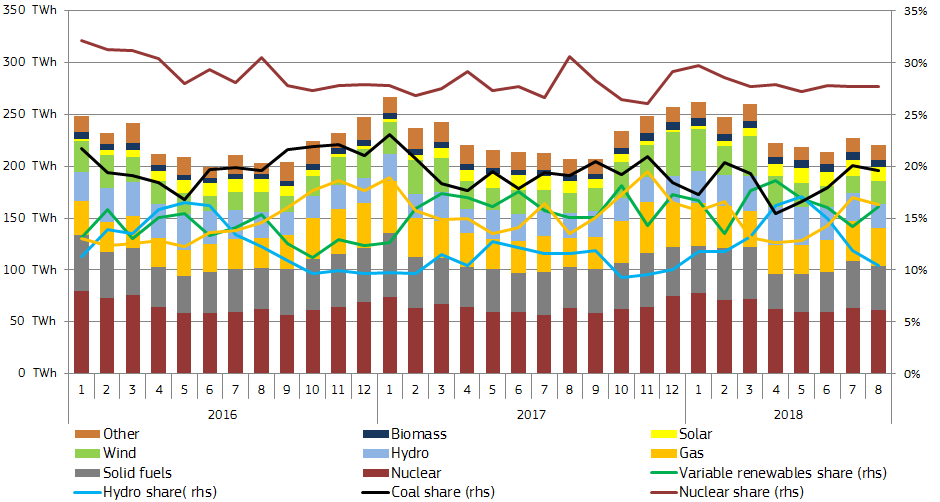 350 TWh 35%
300 TWh 30%
250 TWh 25%
200 TWh 20%
150 TWh 15%
100 TWh 10%
50 TWh 5%
0 TWh 0%
1 2 3 4 5 6 7 8 9 10 11 12 1 2 3 4 5 6 7 8 9 10 11 12 1 2 3 4 5 6 7 8
2016 2017 2018
Other Biomass Solar
Wind Hydro Gas
Solid fuels Nuclear Variable renewables share (rhs)
Hydro share( rhs) Coal share (rhs) Nuclear share (rhs)